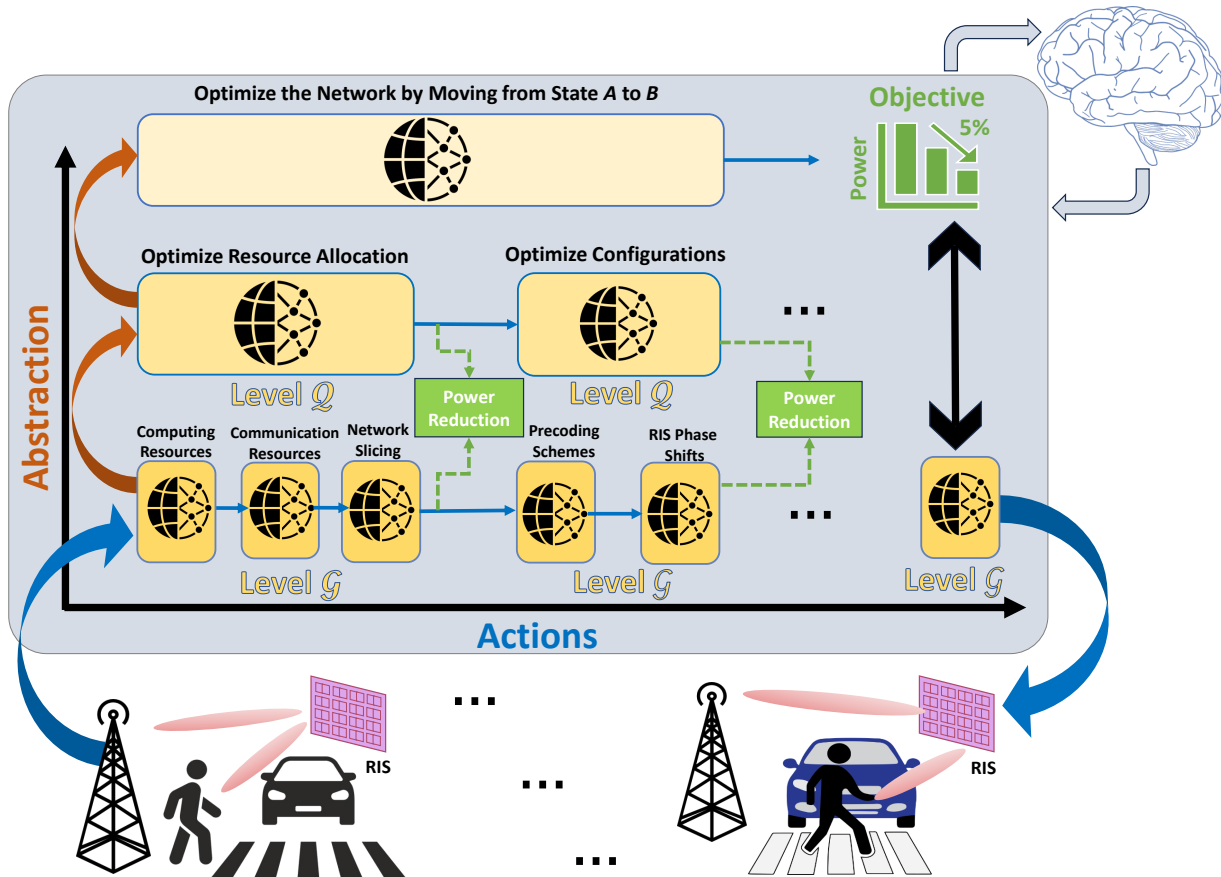 Optimize the Network by Moving from State A to B
Objective
5%
Power
Optimize Resource Allocation
Optimize Configurations
...
Level Q
Level Q
Power
Reduction
Power
Reduction
Abstraction
Computing
Resources
Communication
Resources
Network
Slicing
Precoding
Schemes
RIS Phase
Shifts
...
Level G
Level G
Level G
Actions
...
RIS
RIS
...
...